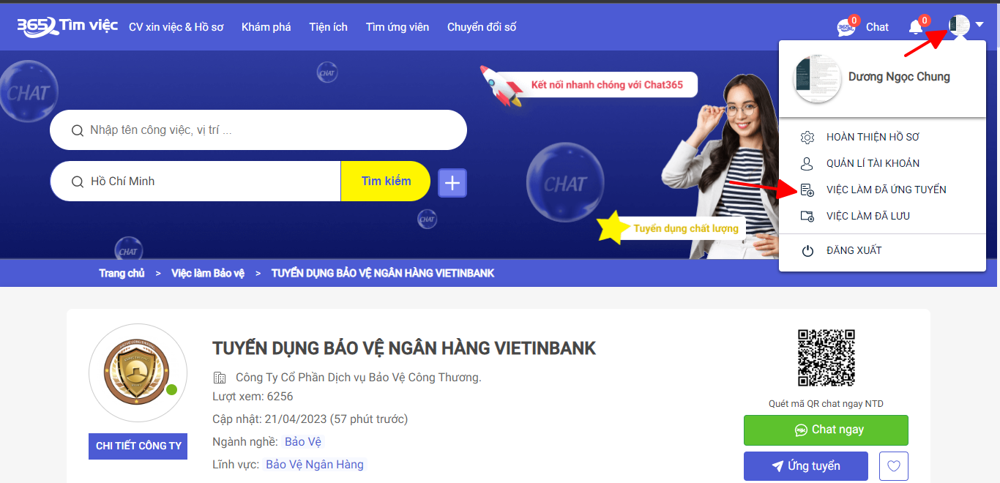 365 Tìm việc CV xin việc & Hồ sơ Khám phá Tiện ích Tìm ứng viên Chuyển đổi số 365 0 Chat 0
Dương Ngọc Chung
CHAT
CHAT
Kết nối nhanh chóng với Chat365
Nhập tên công việc, vị trí ...
HOÀN THIỆN HỒ SƠ
QUẢN LÍ TÀI KHOẢN
Hồ Chí Minh Tìm kiếm
CHAT
VIỆC LÀM ĐÃ ỨNG TUYỂN
VIỆC LÀM ĐÃ LƯU
CHAT
Tuyển dụng chất lượng
CHAT
ĐĂNG XUẤT
Trang chủ > Việc làm Bảo vệ > TUYỂN DỤNG BẢO VỆ NGÂN HÀNG VIETINBANK
TUYỂN DỤNG BẢO VỆ NGÂN HÀNG VIETINBANK
Công Ty Cổ Phần Dịch vụ Bảo Vệ Công Thương.
Lượt xem: 6256
Quét mã QR chat ngay NTD
Cập nhật: 21/04/2023 (57 phút trước)
Chat ngay
CHI TIẾT CÔNG TY
Ngành nghề: Bảo Vệ
Lĩnh vực: Bảo Vệ Ngân Hàng
Ứng tuyển